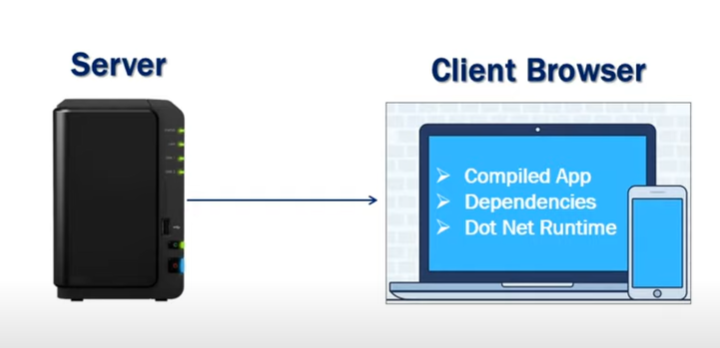 Server
Client Browser
Compiled App
Dependencies
Dot Net Runtime